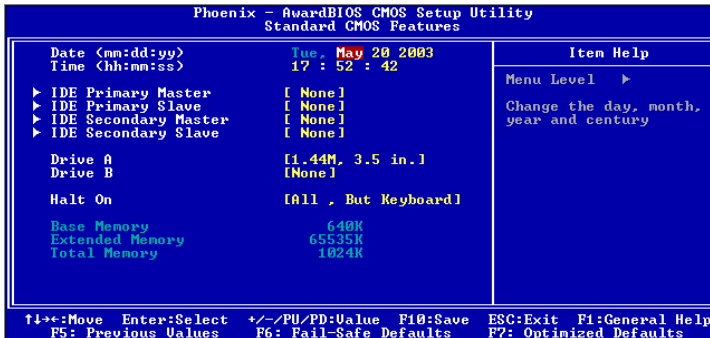 Phoenix - AwardBIOS CMOS Setup Utility
Standard CMOS Features
Date (mm:dd:yy) Tue, May 20 2003
Time (hh:mm:ss) 17 : 52 : 42
▶ IDE Primary Master [ None]
▶ IDE Primary Slave [ None]
▶ IDE Secondary Master [ None]
▶ IDE Secondary Slave [ None]
Drive A [1.44M, 3.5 in.]
Drive B [None]
Halt On [All , But Keyboard]
Base Memory 640K
Extended Memory 65535K
Total Memory 1024K
Item Help
Menu Level ▶
Change the day, month,
year and century
↑↓→←:Move Enter:Select +/-/PU/PD:Value F10:Save ESC:Exit F1:General Help
F5: Previous Values F6: Fail-Safe Defaults F7: Optimized Defaults